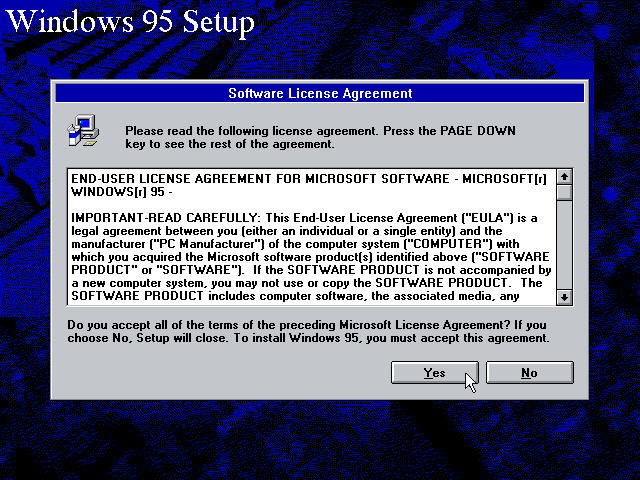 Windows 95 Setup
Software License Agreement
Please read the following license agreement. Press the PAGE DOWN
key to see the rest of the agreement.
END-USER LICENSE AGREEMENT FOR MICROSOFT SOFTWARE - MICROSOFT[r]
WINDOWS[r] 95 -
IMPORTANT-READ CAREFULLY: This End-User License Agreement ("EULA") is a
legal agreement between you (either an individual or a single entity) and the
manufacturer ("PC Manufacturer") of the computer system ("COMPUTER") with
which you acquired the Microsoft software product(s) identified above ("SOFTWARE
PRODUCT" or "SOFTWARE"). If the SOFTWARE PRODUCT is not accompanied by
a new computer system, you may not use or copy the SOFTWARE PRODUCT. The
SOFTWARE PRODUCT includes computer software, the associated media, any
Do you accept all of the terms of the preceding Microsoft License Agreement? If you
choose No, Setup will close. To install Windows 95, you must accept this agreement.
Yes
No